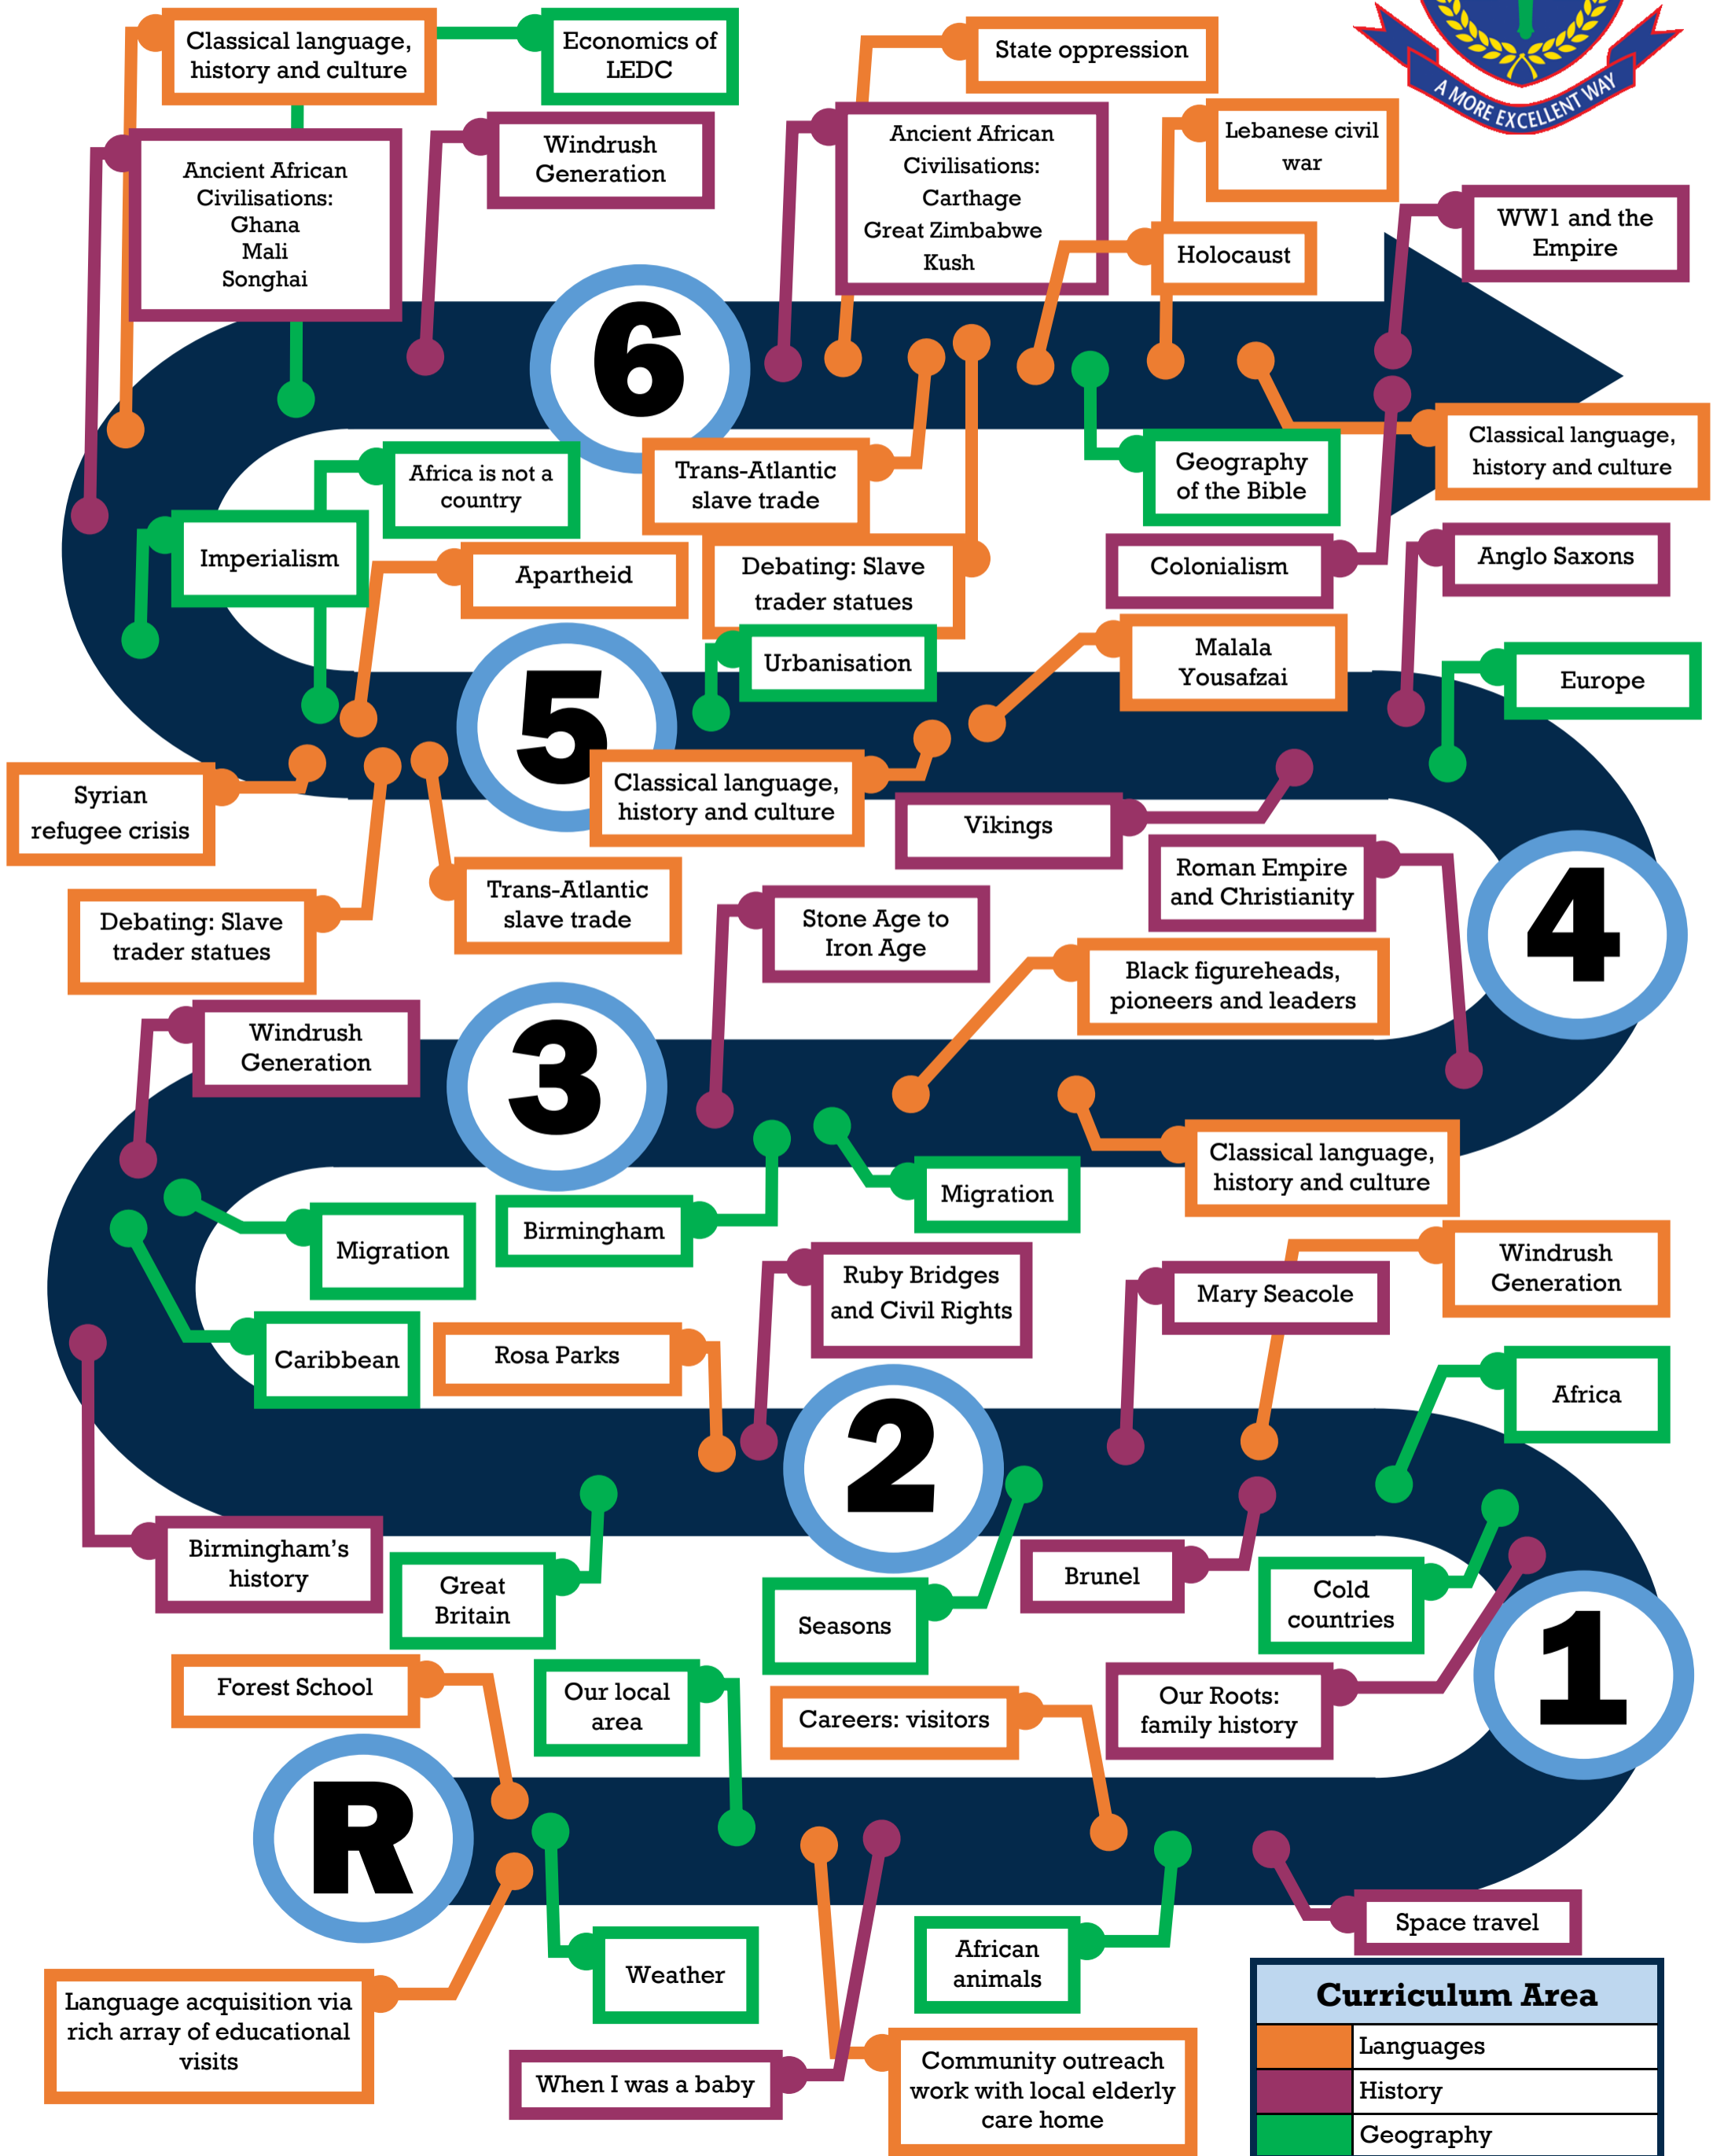 Classical language,
history and culture
Economics of
LEDC
State oppression
A MORE EXCELLENT WAY
Ancient African
Civilisations:
Ghana
Mali
Songhai
Windrush
Generation
Ancient African
Civilisations:
Carthage
Great Zimbabwe
Kush
Lebanese civil
war
Holocaust
WW1 and the
Empire
6
Africa is not a
country
Trans-Atlantic
slave trade
Geography
of the Bible
Classical language,
history and culture
Imperialism
Apartheid
Debating: Slave
trader statues
Colonialism
Anglo Saxons
Urbanisation
Malala
Yousafzai
Europe
5
Syrian
refugee crisis
Classical language,
history and culture
Vikings
Roman Empire
and Christianity
4
Debating: Slave
trader statues
Trans-Atlantic
slave trade
Stone Age to
Iron Age
Black figureheads,
pioneers and leaders
Windrush
Generation
3
Classical language,
history and culture
Migration
Birmingham
Migration
Windrush
Generation
Ruby Bridges
and Civil Rights
Mary Seacole
Caribbean
Rosa Parks
Africa
2
Birmingham’s
history
Great
Britain
Seasons
Brunel
Cold
countries
1
Forest School
Our local
area
Careers: visitors
Our Roots:
family history
R
Space travel
Weather
African
animals
Language acquisition via
rich array of educational
visits
When I was a baby
Community outreach
work with local elderly
care home
Curriculum Area
Languages
History
Geography